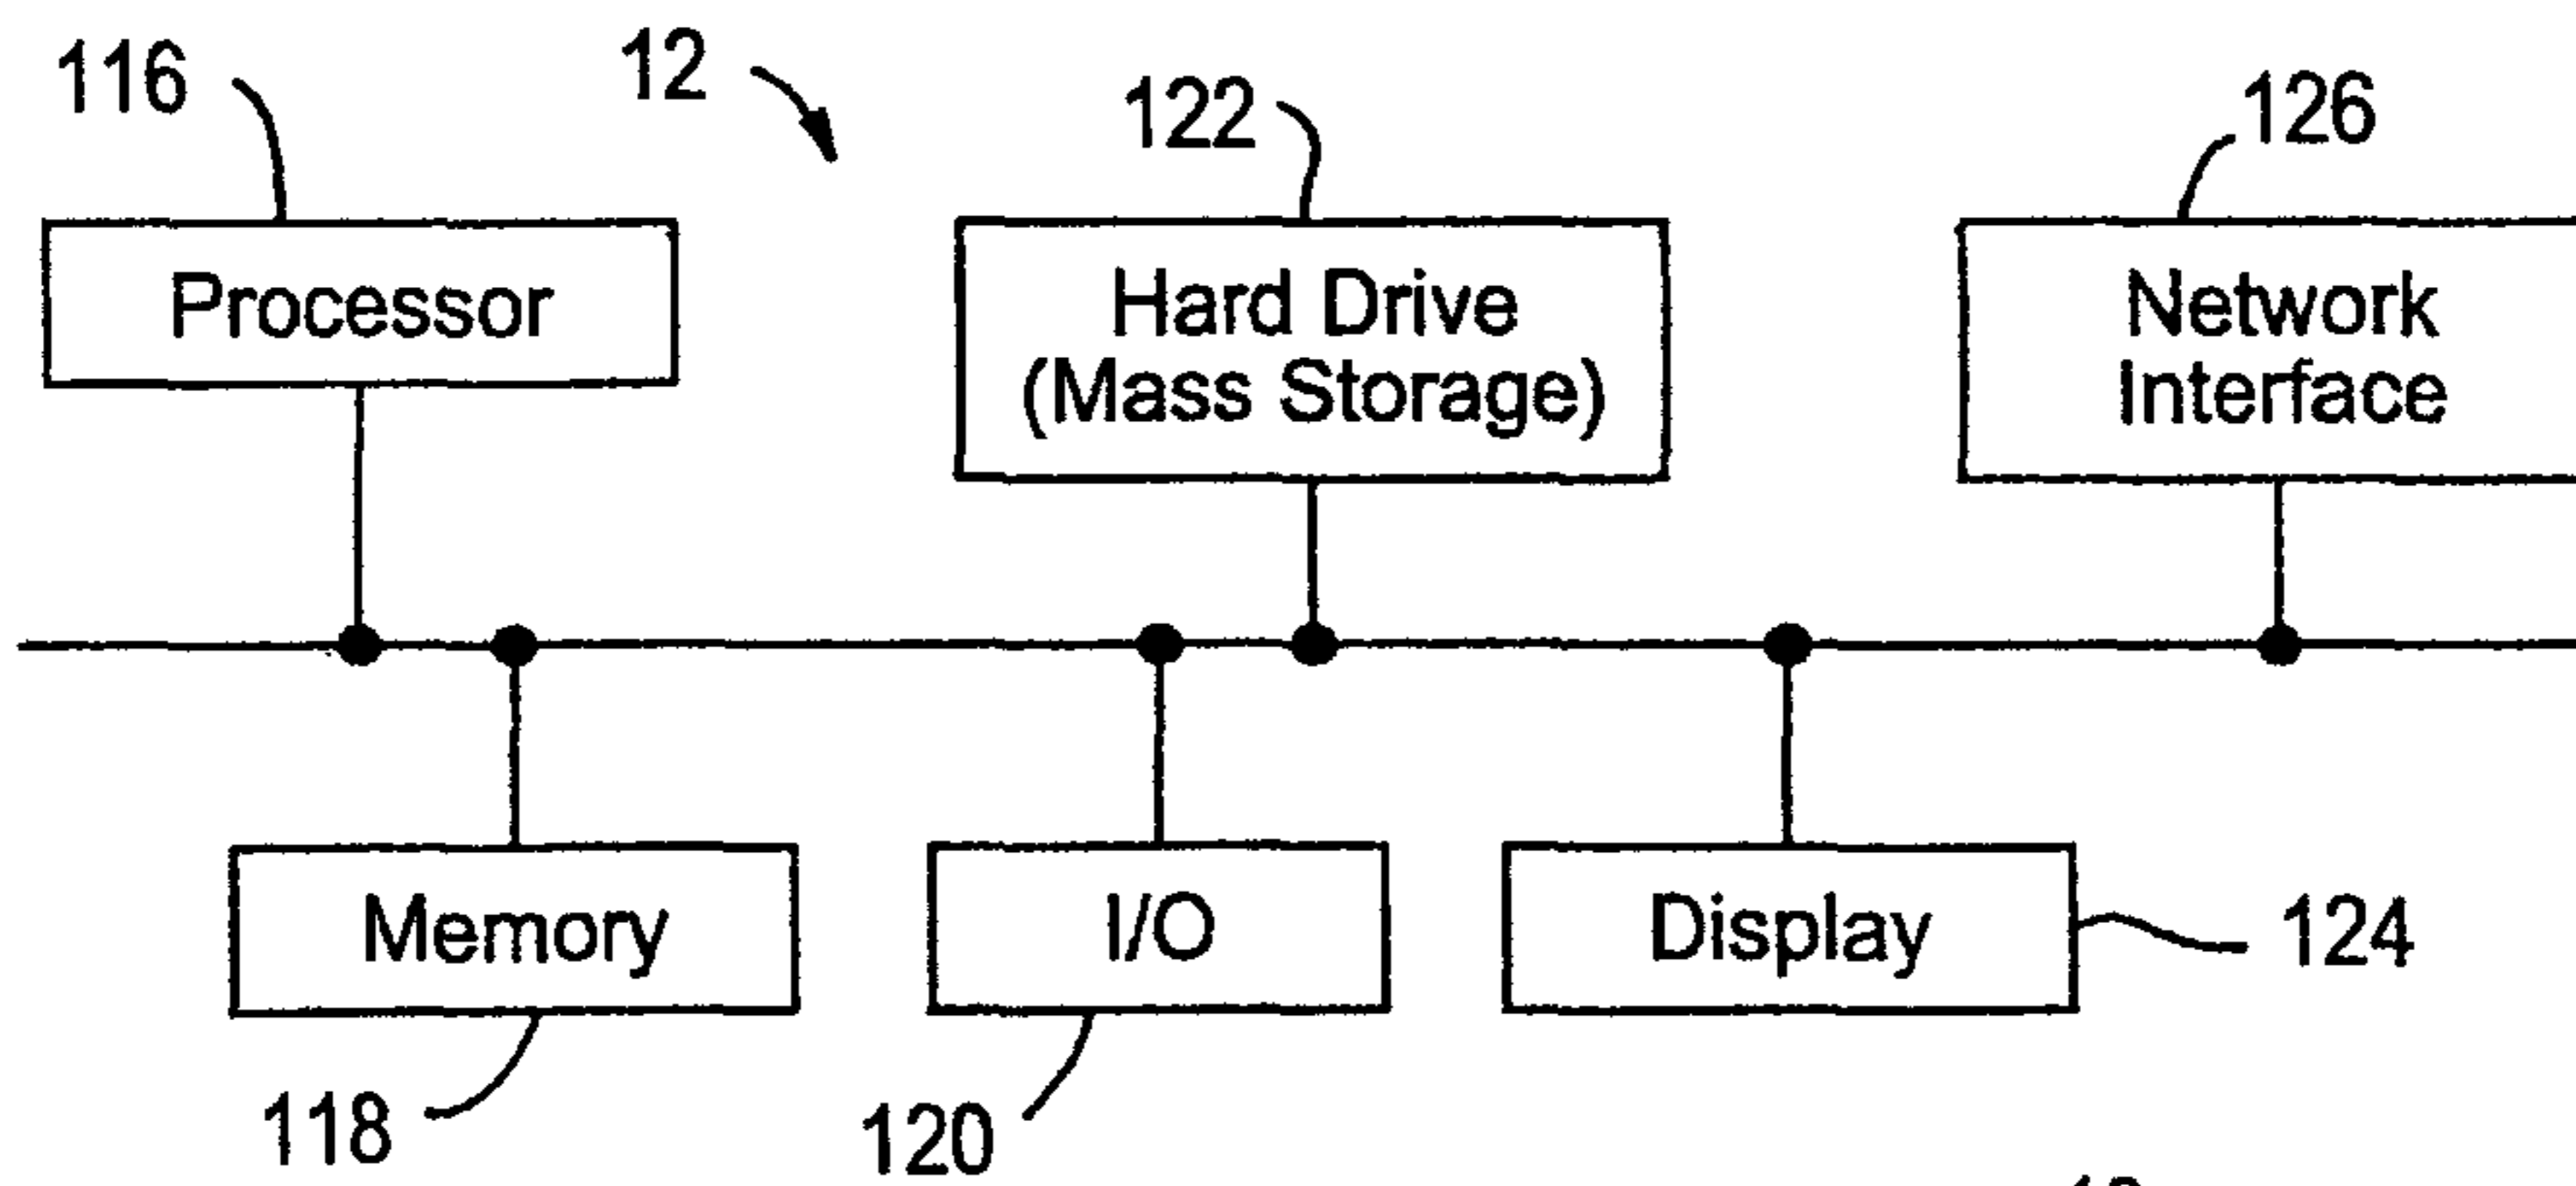 116
12
122
126
Processor
Hard Drive
(Mass Storage)
Network
Interface
Memory
I/O
Display
124
118
120